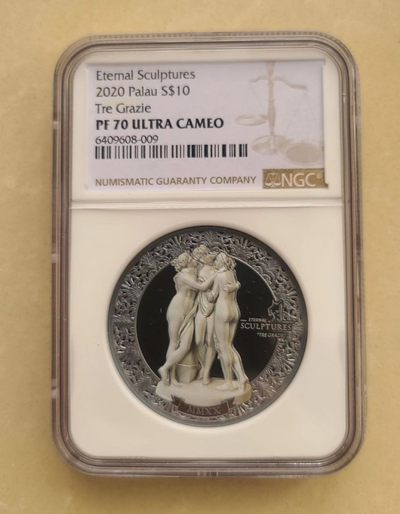 Eternal Sculptures
2020 Palau S$10
Tre Grazie
PF 70 ULTRA CAMEO
6409608-009
NUMISMATIC GUARANTY COMPANY NGC
ETERNAL
SCULPTURES
"TRE GRAZIE"
MMXX